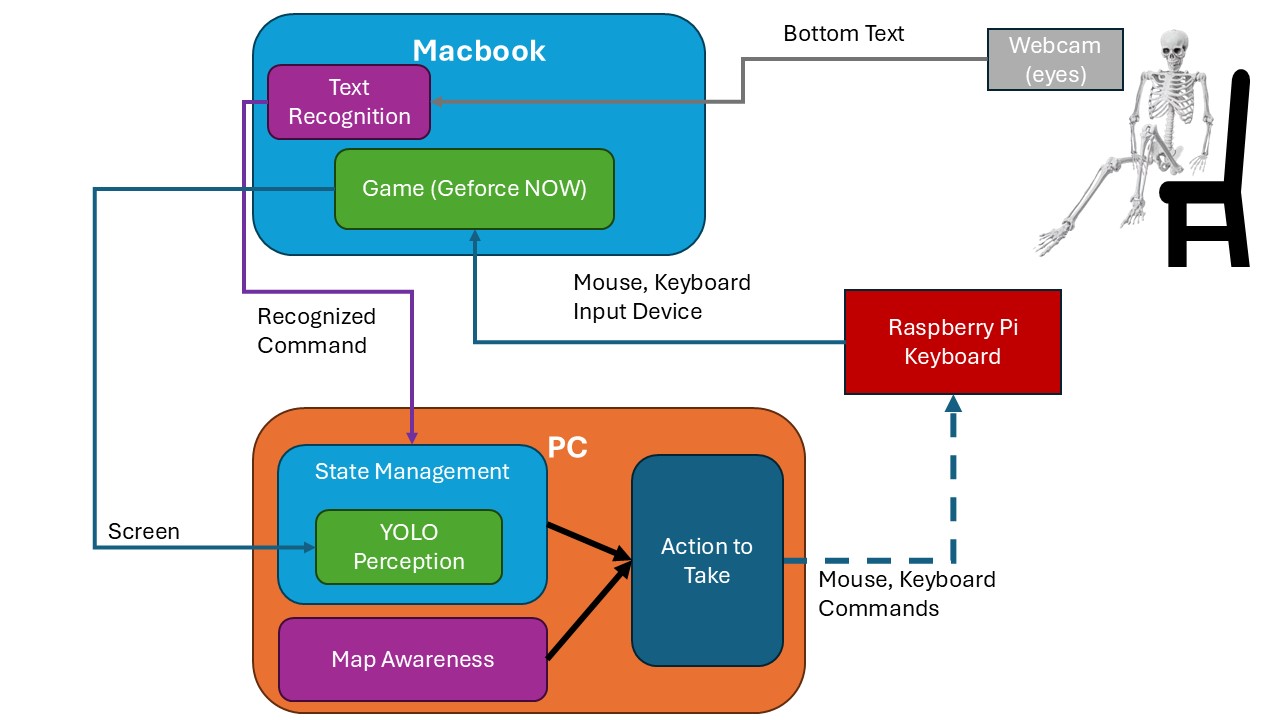 Macbook
Bottom Text
Webcam
(eyes)
Text
Recognition
Game (Geforce NOW)
Mouse, Keyboard
Input Device
Recognized
Command
Raspberry Pi
Keyboard
PC
State Management
YOLO
Perception
Screen
Action to
Take
Mouse, Keyboard
Commands
Map Awareness